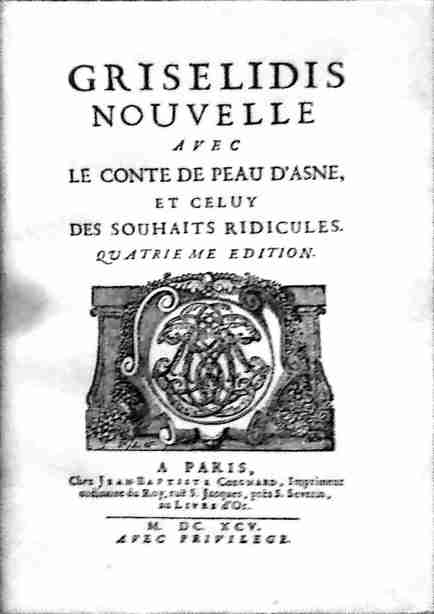 GRISELIDIS
NOUVELLE
AVEC
LE CONTE DE PEAU D'ASNE,
ET CELUY
DES SOUHAITS RIDICULES.
QUATRIEME EDITION.
A PARIS,
Chez JEAN-BAPTISTE COIGNARD, Imprimeur
ordinaire du Roy, ruë S. Jacques, prés S. Severin,
au LIVRE d'Or.
M. DC. XCV.
AVEC PRIVILEGE.